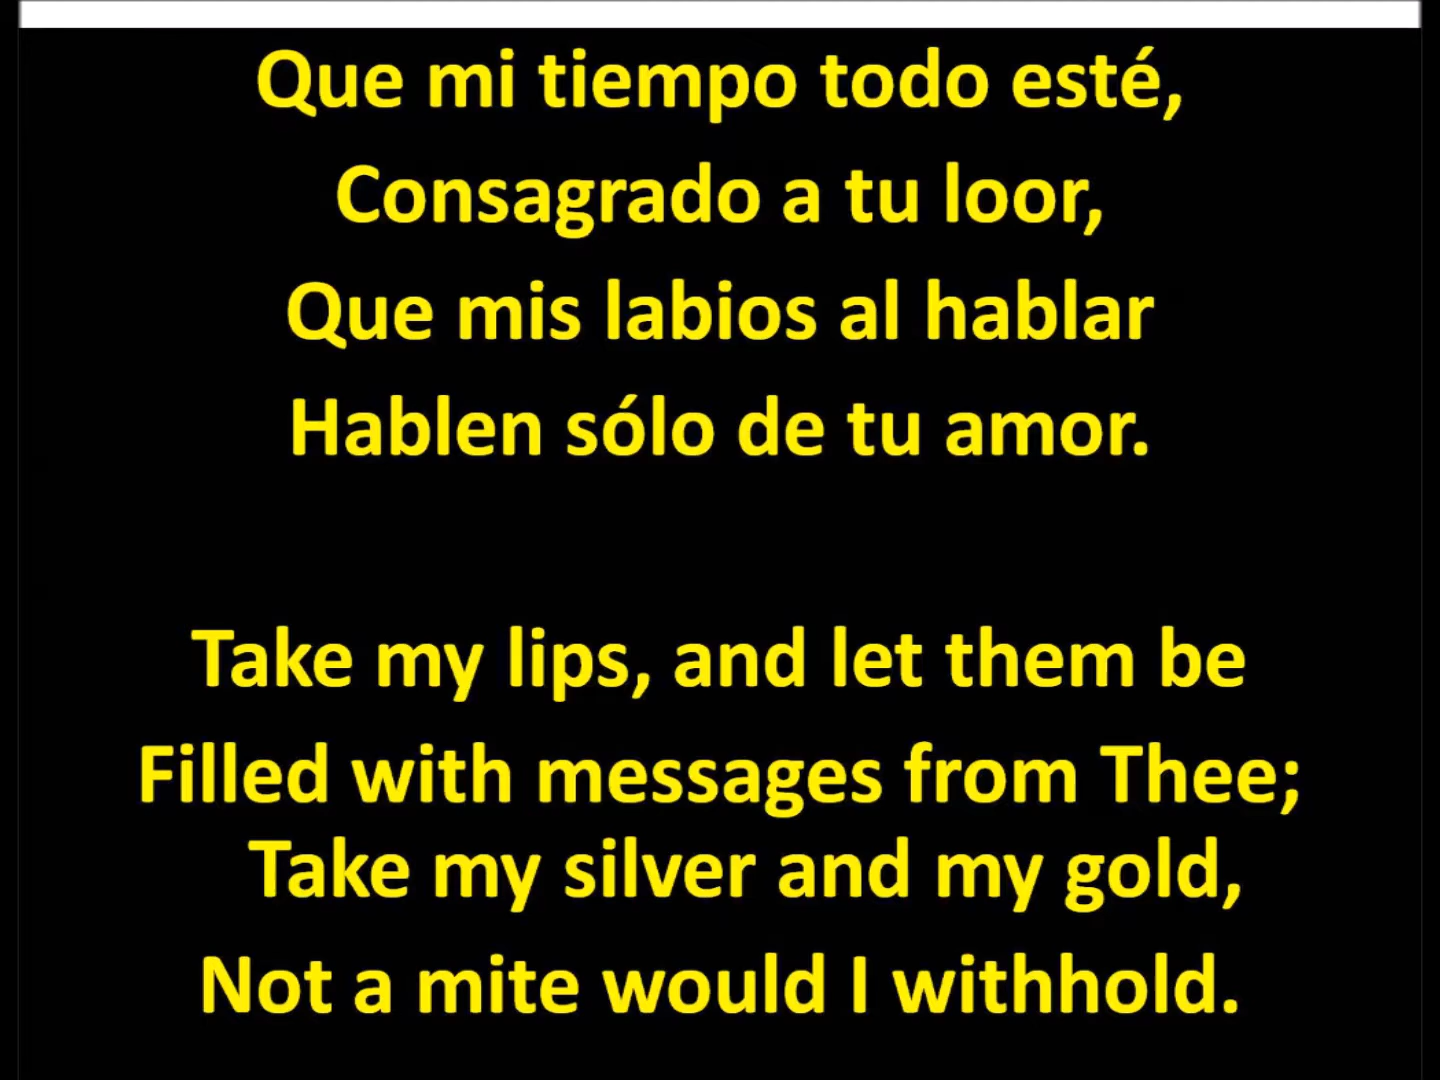 Que mi tiempo todo esté,
Consagrado a tu loor,
Que mis labios al hablar
Hablen sólo de tu amor.
Take my lips, and let them be
Filled with messages from Thee;
Take my silver and my gold,
Not a mite would I withhold.